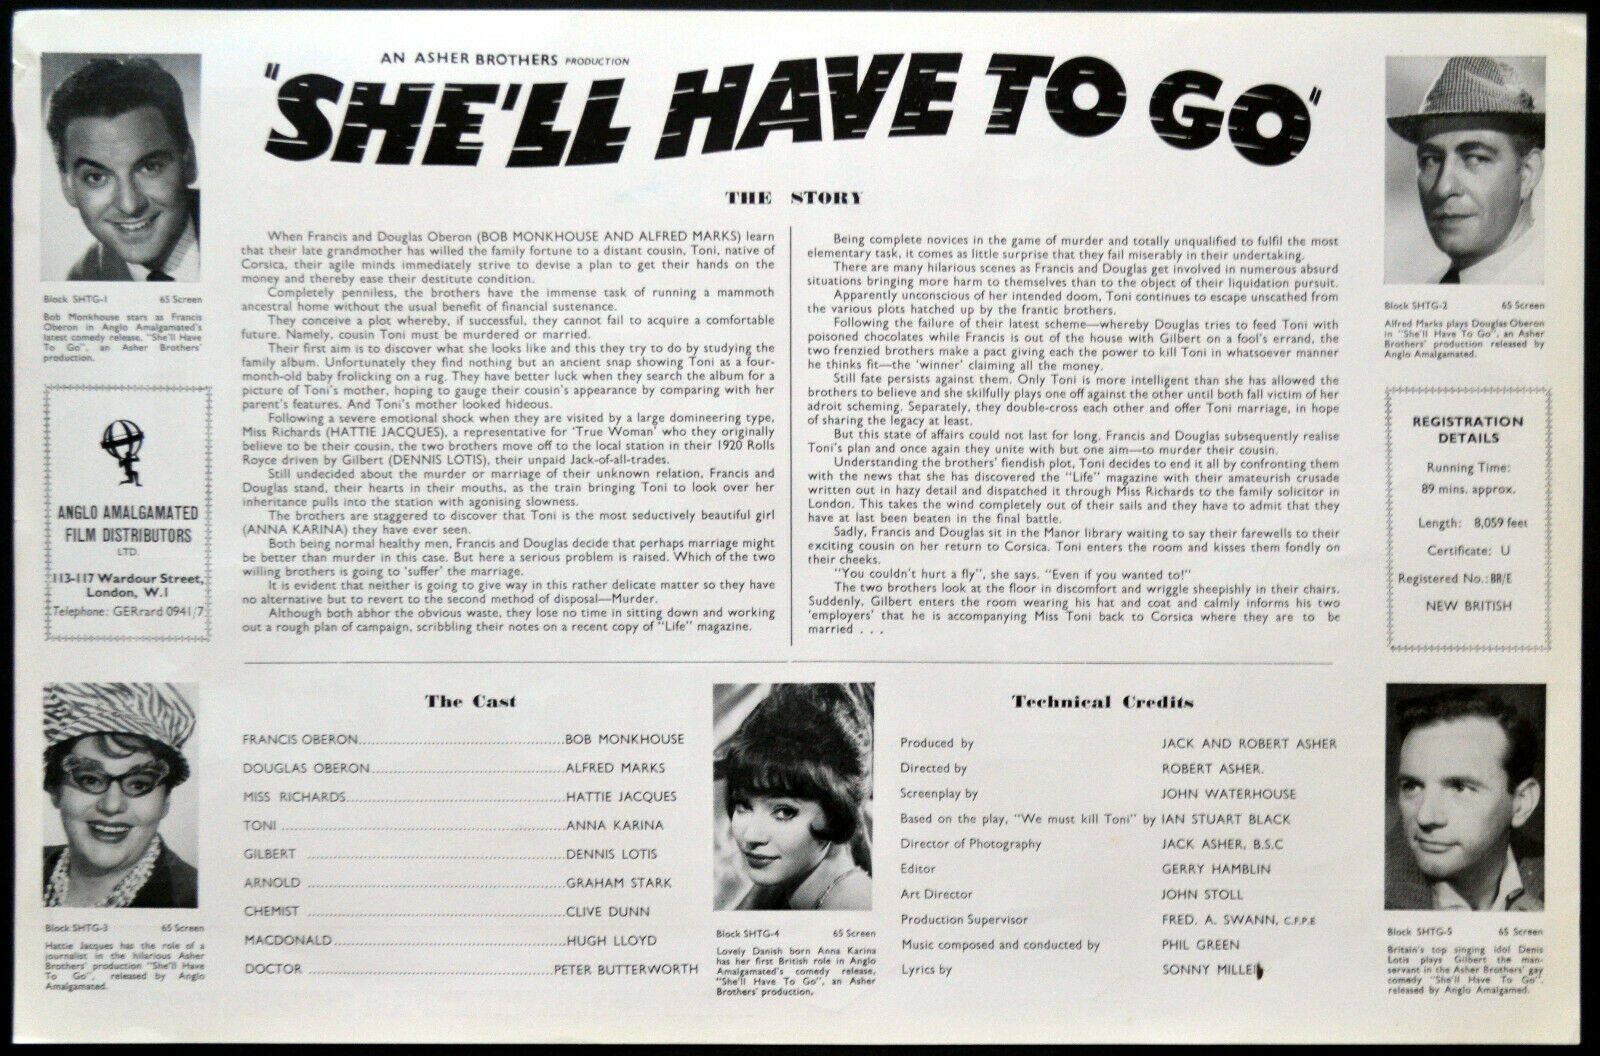 AN ASHER BROTHERS PRODUCTION
"SHE'LL HAVE TO GO"
THE STORY
When Francis and Douglas Oberon (BOB MONKHOUSE AND ALFRED MARKS) learn
that their late grandmother has willed the family fortune to a distant cousin, Toni, native of
Corsica, their agile minds immediately strive to devise a plan to get their hands on the
money and thereby ease their destitute condition.
Completely penniless, the brothers have the immense task of running a mammoth
ancestral home without the usual benefit of financial sustenance.
They conceive a plot whereby, if successful, they cannot fail to acquire a comfortable
future. Namely, cousin Toni must be murdered or married.
Their first aim is to discover what she looks like and this they try to do by studying the
family album. Unfortunately they find nothing but an ancient snap showing Toni as a four-
month-old baby frolicking on a rug. They have better luck when they search the album for a
picture of Toni's mother, hoping to gauge their cousin's appearance by comparing with her
parent's features. And Toni's mother looked hideous.
Following a severe emotional shock when they are visited by a large domineering type,
Miss Richards (HATTIE JACQUES), a representative for 'True Woman' who they originally
believe to be their cousin, the two brothers move off to the local station in their 1920 Rolls
Royce driven by Gilbert (DENNIS LOTIS), their unpaid Jack-of-all-trades.
Still undecided about the murder or marriage of their unknown relation, Francis and
Douglas stand, their hearts in their mouths, as the train bringing Toni to look over her
inheritance pulls into the station with agonising slowness.
The brothers are staggered to discover that Toni is the most seductively beautiful girl
(ANNA KARINA) they have ever seen.
Both being normal healthy men, Francis and Douglas decide that perhaps marriage might
be better than murder in this case. But here a serious problem is raised. Which of the two
willing brothers is going to 'suffer' the marriage.
It is evident that neither is going to give way in this rather delicate matter so they have
no alternative but to revert to the second method of disposal—Murder.
Although both abhor the obvious waste, they lose no time in sitting down and working
out a rough plan of campaign, scribbling their notes on a recent copy of "Life" magazine.
Being complete novices in the game of murder and totally unqualified to fulfil the most
elementary task, it comes as little surprise that they fail miserably in their undertaking.
There are many hilarious scenes as Francis and Douglas get involved in numerous absurd
situations bringing more harm to themselves than to the object of their liquidation pursuit.
Apparently unconscious of her intended doom, Toni continues to escape unscathed from
the various plots hatched up by the frantic brothers.
Following the failure of their latest scheme—whereby Douglas tries to feed Toni with
poisoned chocolates while Francis is out of the house with Gilbert on a fool's errand, the
two frenzied brothers make a pact giving each the power to kill Toni in whatsoever manner
he thinks fit—the 'winner' claiming all the money.
Still fate persists against them. Only Toni is more intelligent than she has allowed the
brothers to believe and she skilfully plays one off against the other until both fall victim of her
adroit scheming. Separately, they double-cross each other and offer Toni marriage, in hope
of sharing the legacy at least.
But this state of affairs could not last for long. Francis and Douglas subsequently realise
Toni's plan and once again they unite with but one aim—to murder their cousin.
Understanding the brothers' fiendish plot, Toni decides to end it all by confronting them
with the news that she has discovered the "Life" magazine with their amateurish crusade
written out in hazy detail and dispatched it through Miss Richards to the family solicitor in
London. This takes the wind completely out of their sails and they have to admit that they
have at last been beaten in the final battle.
Sadly, Francis and Douglas sit in the Manor library waiting to say their farewells to their
exciting cousin on her return to Corsica. Toni enters the room and kisses them fondly on
their cheeks.
"You couldn't hurt a fly", she says. "Even if you wanted to!"
The two brothers look at the floor in discomfort and wriggle sheepishly in their chairs.
Suddenly, Gilbert enters the room wearing his hat and coat and calmly informs his two
'employers' that he is accompanying Miss Toni back to Corsica where they are to be
married . . .
Block SHTG-1 65 Screen
Bob Monkhouse stars as Francis
Oberon in Anglo Amalgamated's
latest comedy release, "She'll Have
To Go", an Asher Brothers'
production.
ANGLO AMALGAMATED
FILM DISTRIBUTORS
LTD.
113-117 Wardour Street,
London, W.1
Telephone: GERrard 0941/7
Block SHTG-2 65 Screen
Alfred Marks plays Douglas Oberon
in "She'll Have To Go", an Asher
Brothers' production released by
Anglo Amalgamated.
REGISTRATION
DETAILS
Running Time:
89 mins. approx.
Length: 8,059 feet
Certificate: U
Registered No.: BR/E
NEW BRITISH
Block SHTG-3 65 Screen
Hattie Jacques has the role of a
journalist in the hilarious Asher
Brothers' production "She'll Have
To Go", released by Anglo
Amalgamated.
The Cast
FRANCIS OBERON BOB MONKHOUSE
DOUGLAS OBERON ALFRED MARKS
MISS RICHARDS HATTIE JACQUES
TONI ANNA KARINA
GILBERT DENNIS LOTIS
ARNOLD GRAHAM STARK
CHEMIST CLIVE DUNN
MACDONALD HUGH LLOYD
DOCTOR PETER BUTTERWORTH
Block SHTG-4 65 Screen
Lovely Danish born Anna Karina
has her first British role in Anglo
Amalgamated's comedy release,
"She'll Have To Go", an Asher
Brothers' production.
Technical Credits
Produced by JACK AND ROBERT ASHER
Directed by ROBERT ASHER.
Screenplay by JOHN WATERHOUSE
Based on the play, "We must kill Toni" by IAN STUART BLACK
Director of Photography JACK ASHER, B.S.C
Editor GERRY HAMBLIN
Art Director JOHN STOLL
Production Supervisor FRED. A. SWANN, C.F.P.E
Music composed and conducted by PHIL GREEN
Lyrics by SONNY MILLER
Block SHTG-5 65 Screen
Britain's top singing idol Denis
Lotis plays Gilbert the man-
servant in the Asher Brothers' gay
comedy "She'll Have To Go",
released by Anglo Amalgamed.